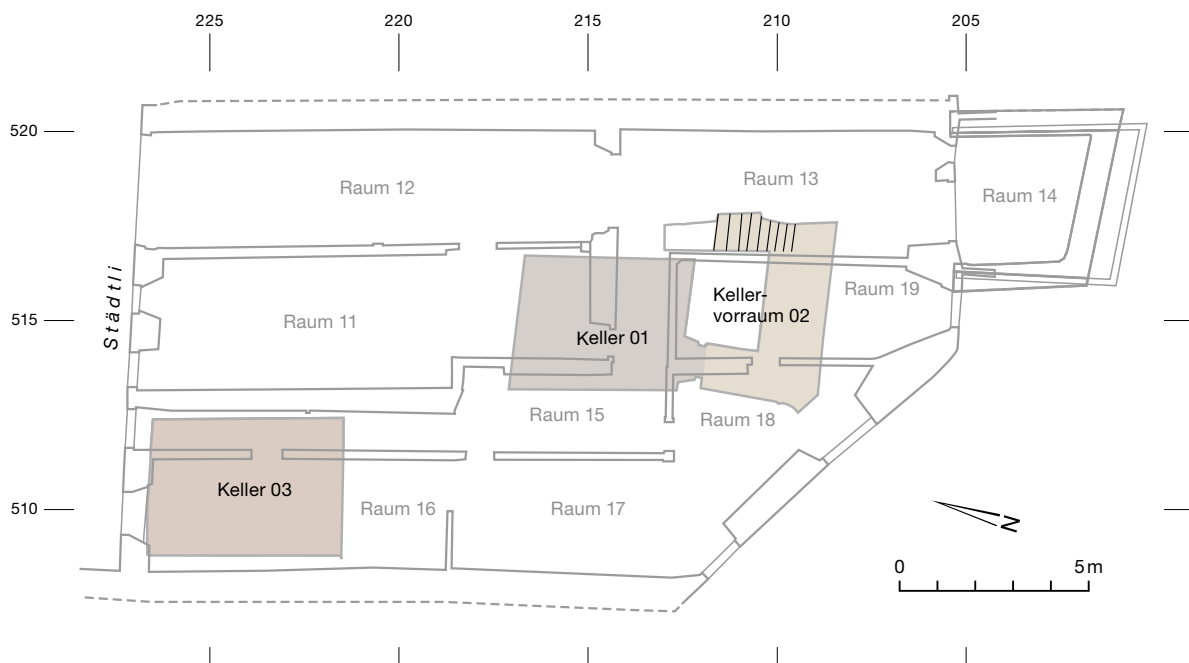 225 220 215 210 205
520
Raum 12
Raum 13
Raum 14
Städtli
Raum 11
Keller 01
Keller-
vorraum 02
Raum 19
515
Raum 15
Raum 18
Keller 03
Raum 16
Raum 17
510
N
0 5 m